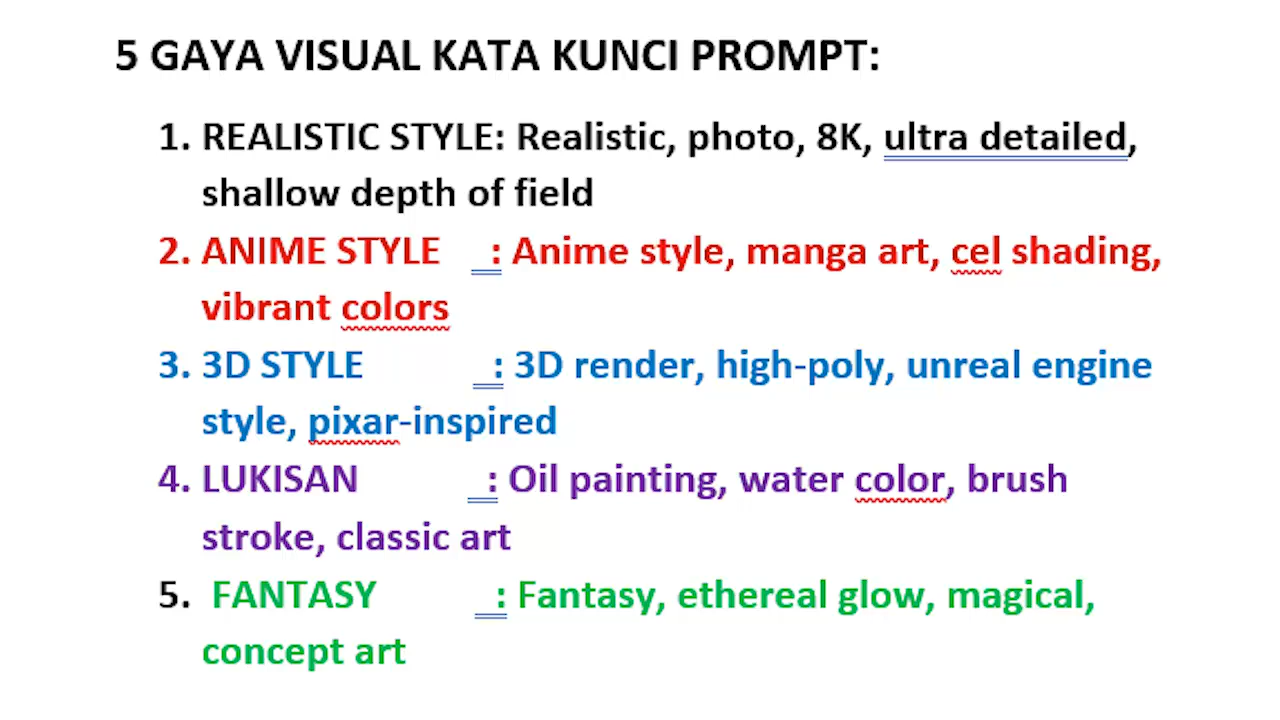 5 GAYA VISUAL KATA KUNCI PROMPT:
1. REALISTIC STYLE: Realistic, photo, 8K, ultra detailed,
shallow depth of field
2. ANIME STYLE : Anime style, manga art, cel shading,
vibrant colors
3. 3D STYLE : 3D render, high-poly, unreal engine
style, pixar-inspired
4. LUKISAN : Oil painting, water color, brush
stroke, classic art
5. FANTASY : Fantasy, ethereal glow, magical,
concept art